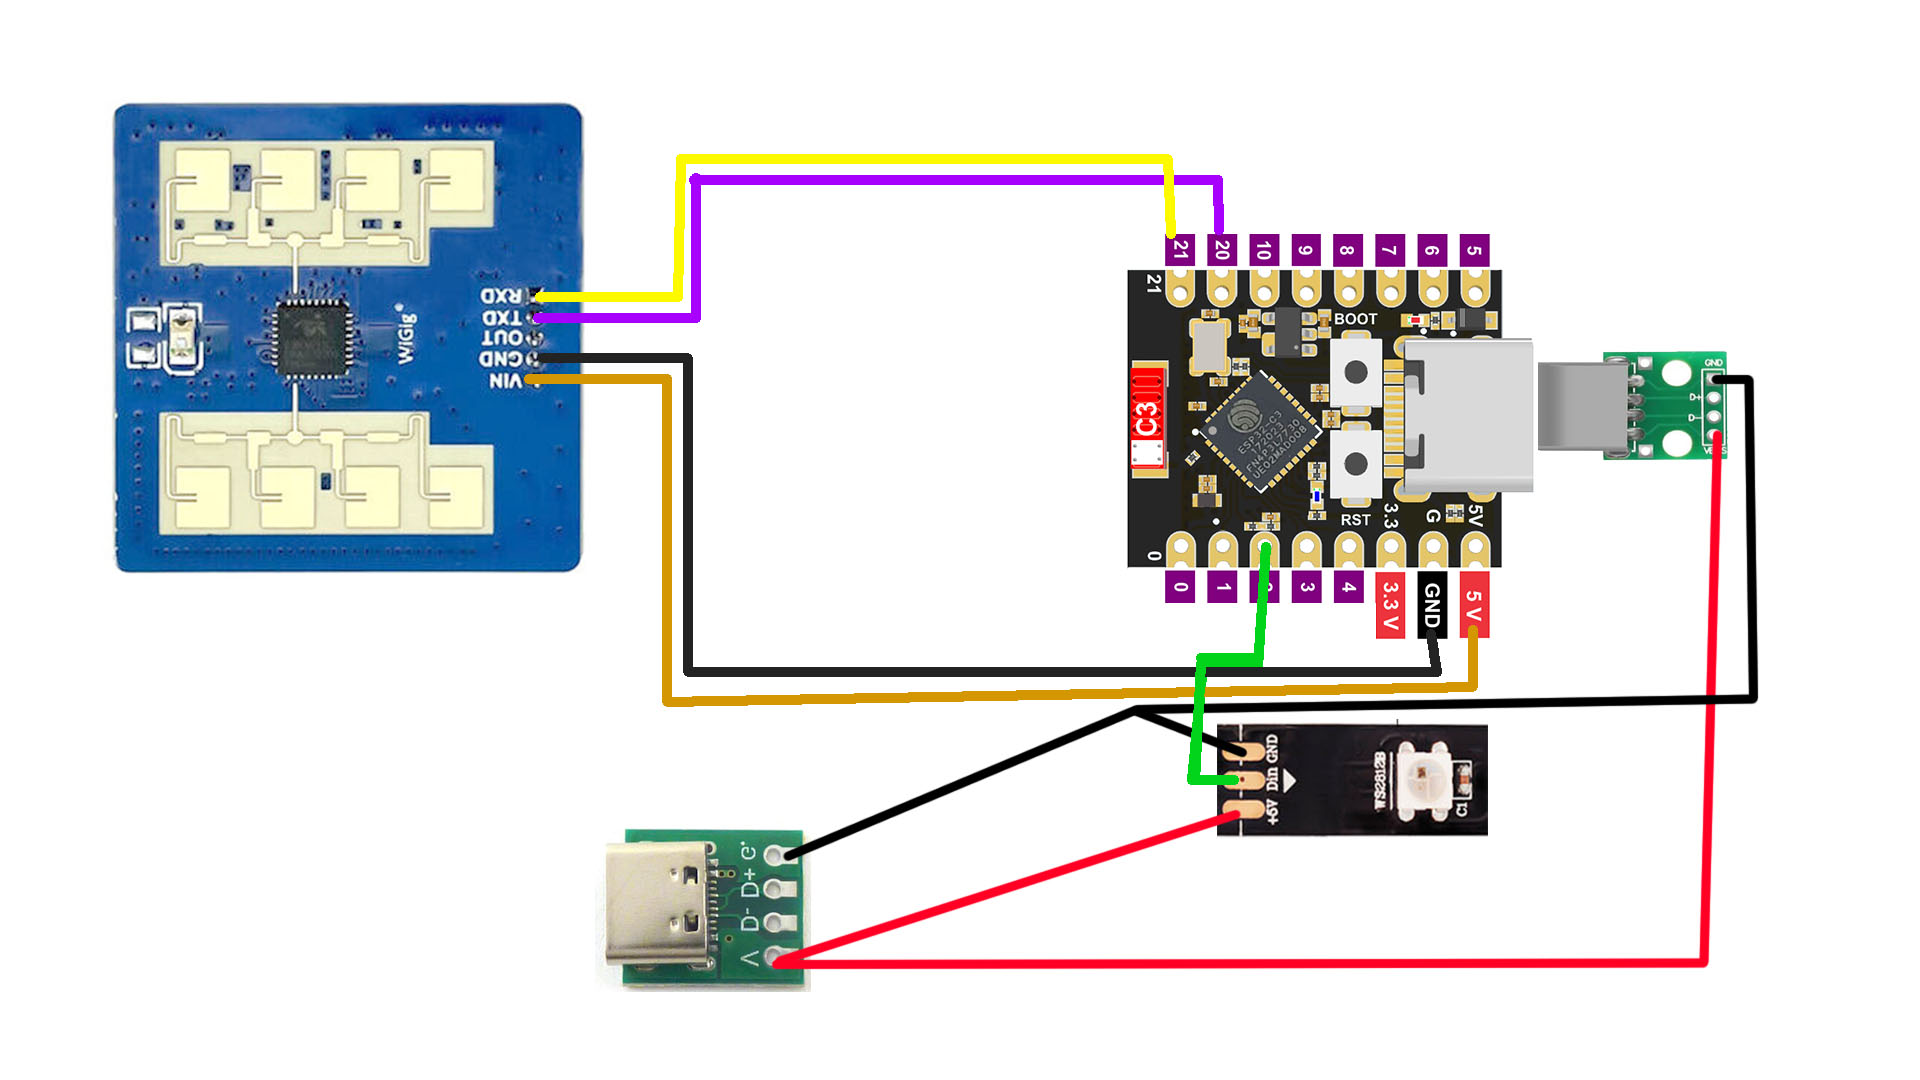 21
20
10
9
8
7
6
5
21
BOOT
RXD
TXD
OUT
GND
VIN
WiGig
C3
ESP32-C3
172023
UE02MAD008
GND
D+
D-
RST
3.3
G
5V
0
0
1
3
4
3.3 V
GND
5 V
GND
Din
+5V
WS2812B
C1
G
D+
D-
V